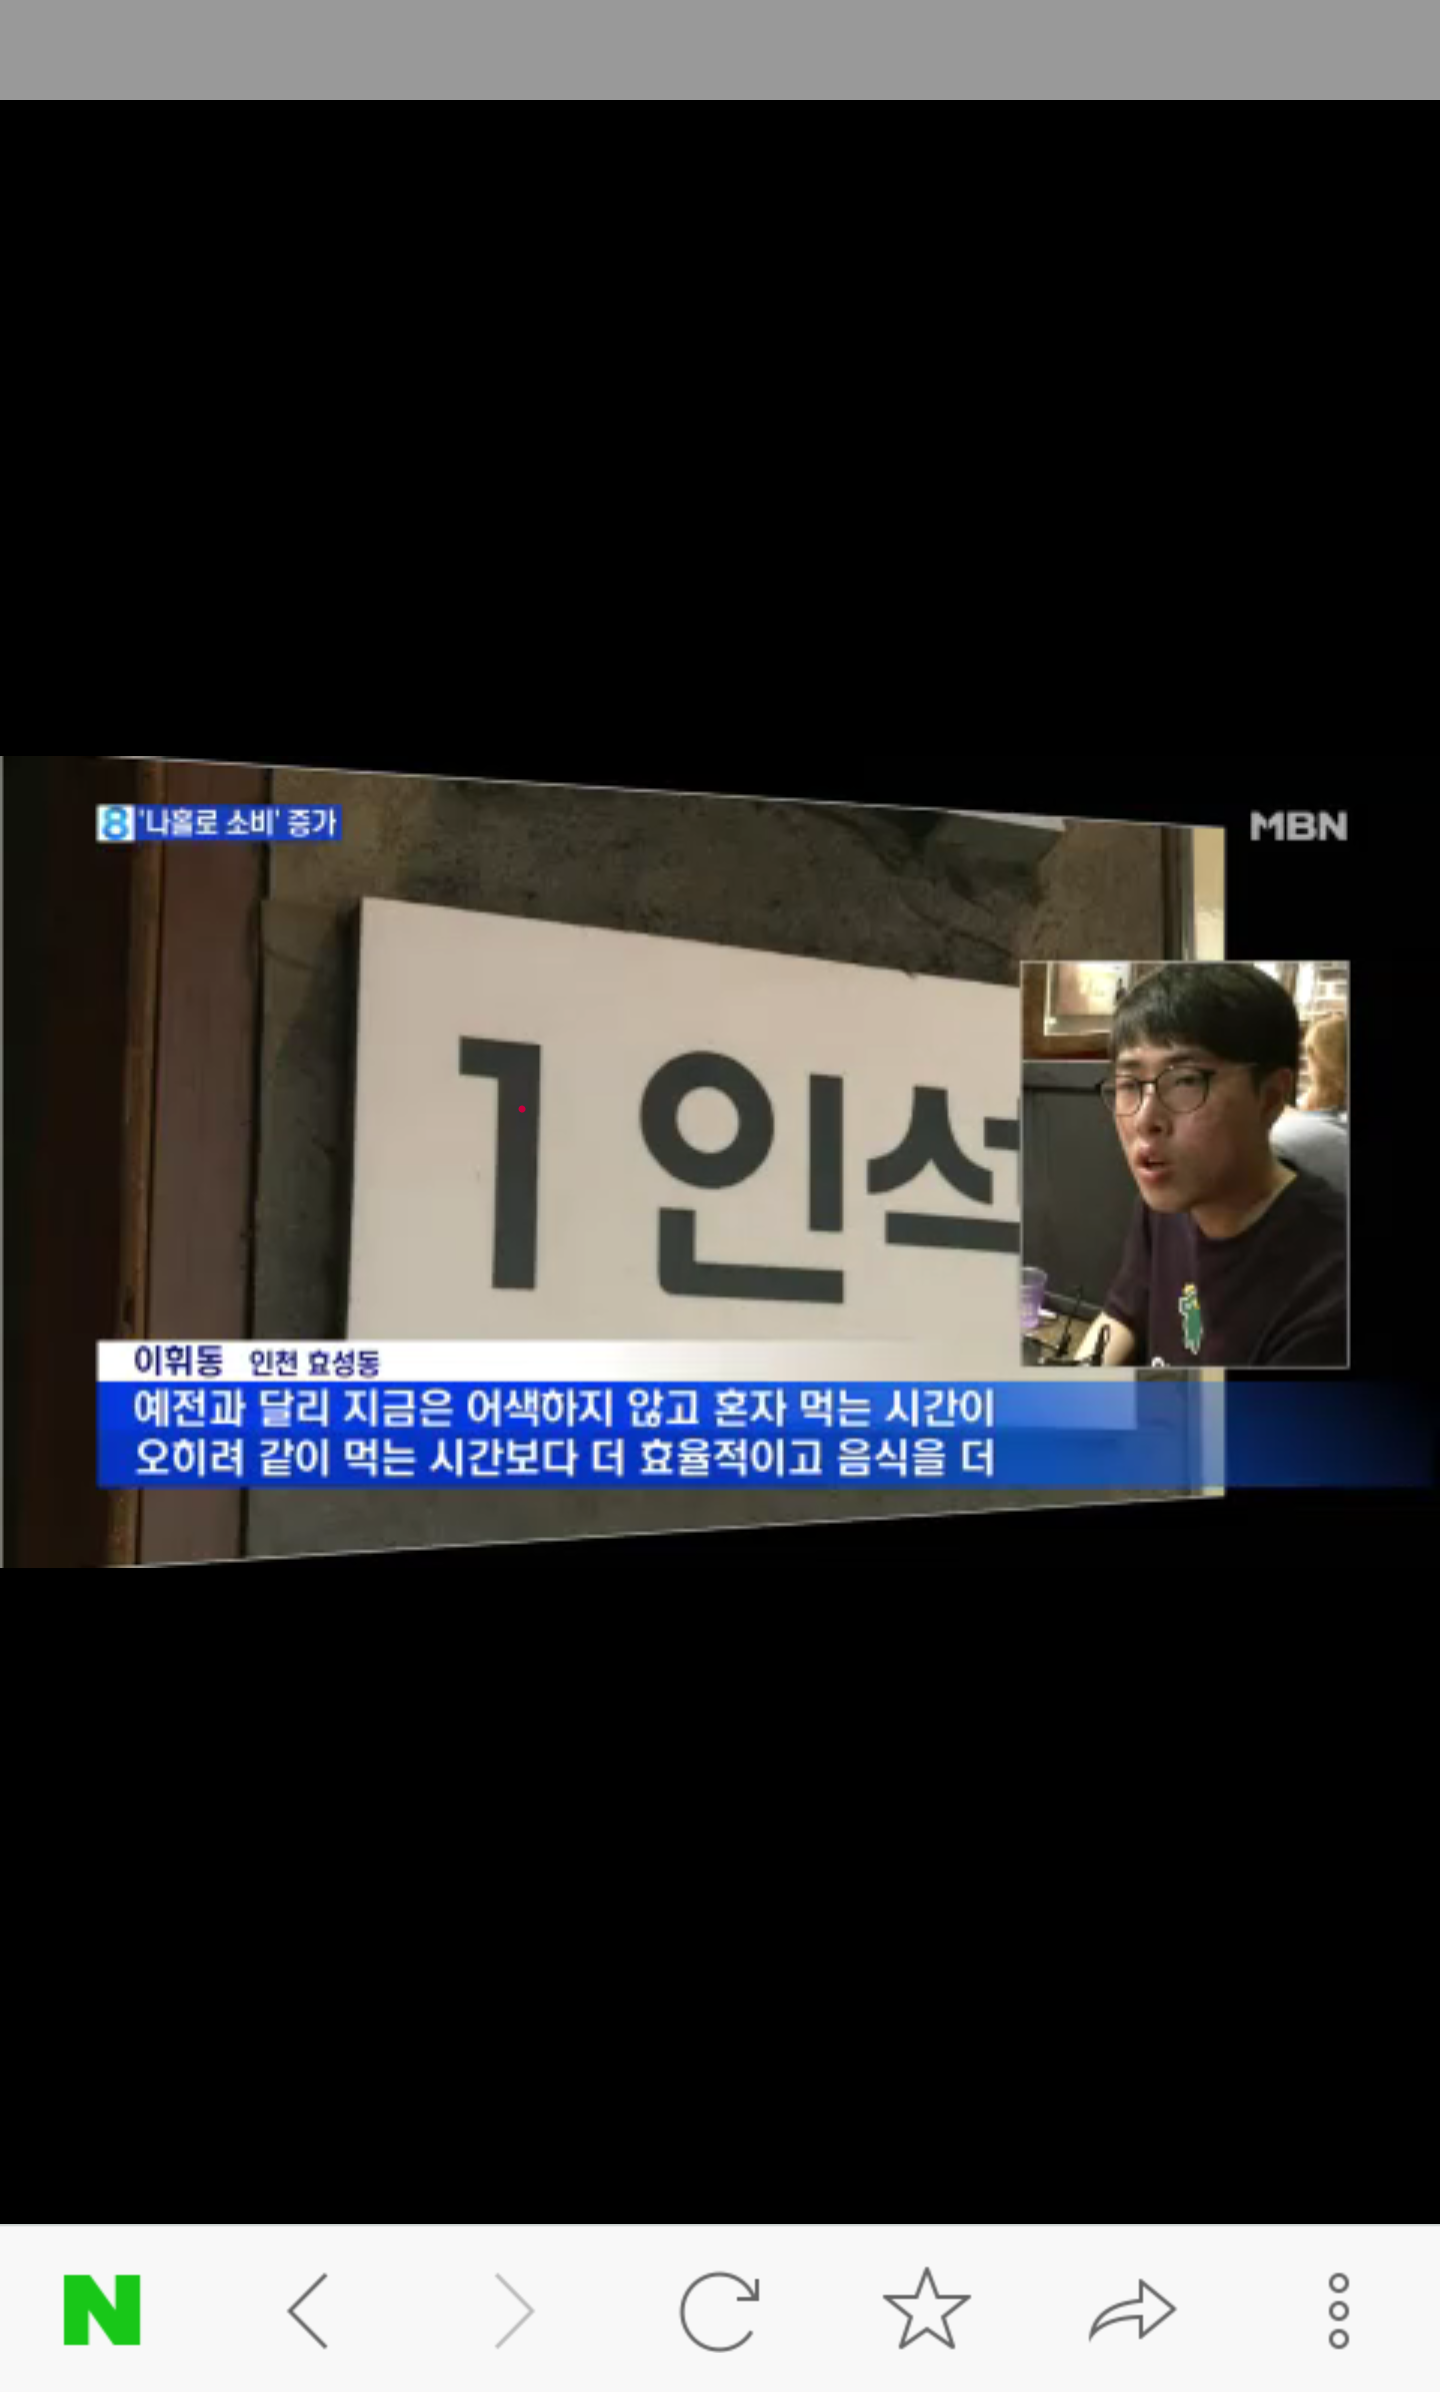 8 '나홀로 소비' 증가
MBN
1인석
이휘동 인천 효성동
예전과 달리 지금은 어색하지 않고 혼자 먹는 시간이
오히려 같이 먹는 시간보다 더 효율적이고 음식을 더
N